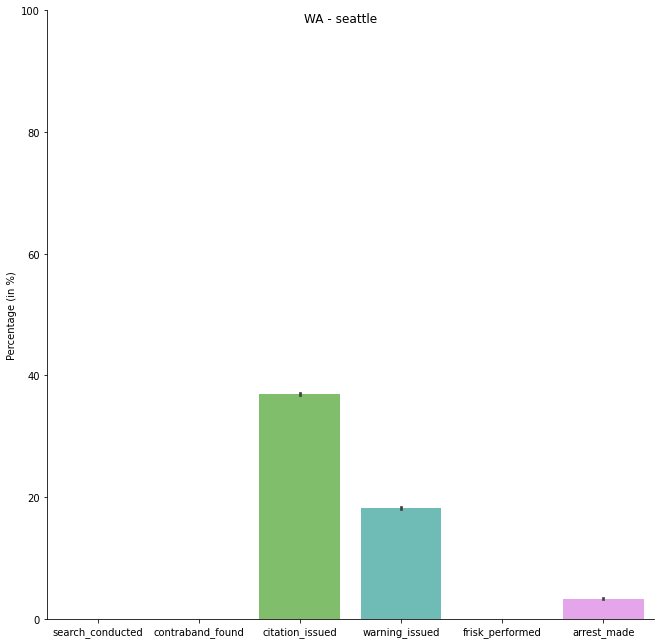 WA - seattle
100
80
60
40
20
0
Percentage (in %)
search_conducted contraband_found citation_issued warning_issued frisk_performed arrest_made